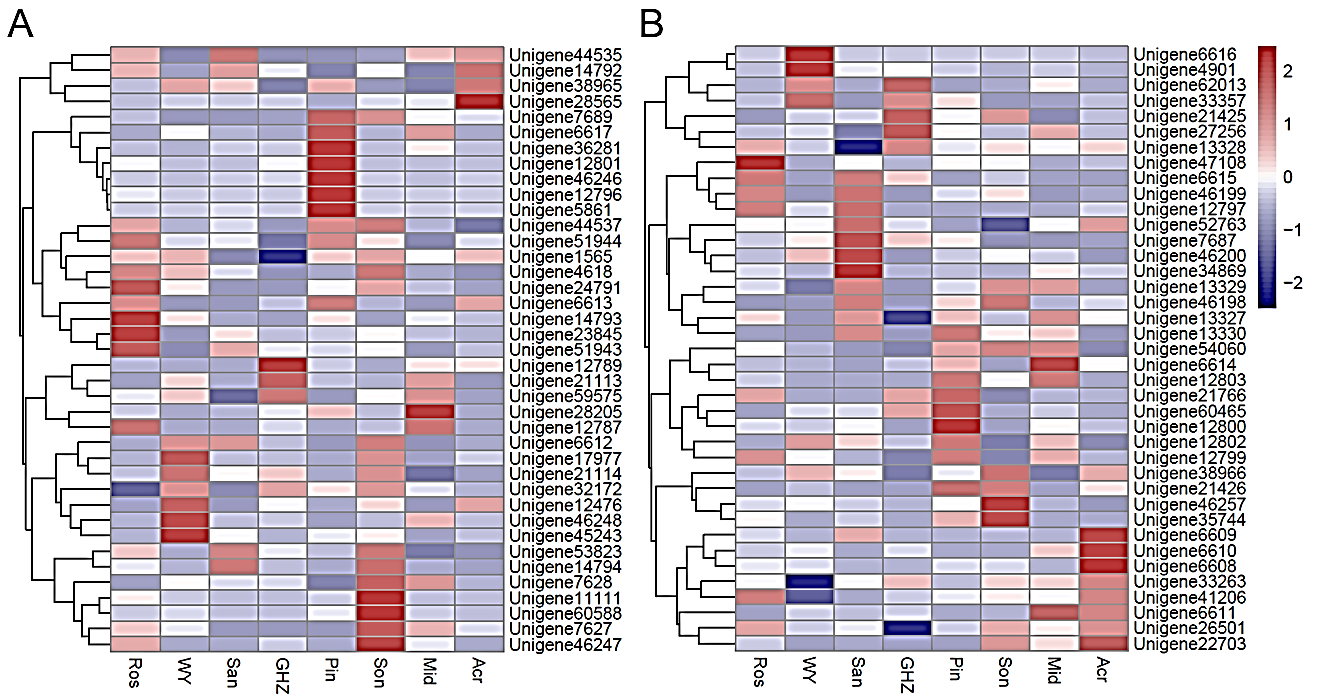 A
Unigene44535
Unigene14792
Unigene38965
Unigene28565
Unigene7689
Unigene6617
Unigene36281
Unigene12801
Unigene46246
Unigene12796
Unigene5861
Unigene44537
Unigene51944
Unigene1565
Unigene4618
Unigene24791
Unigene6613
Unigene14793
Unigene23845
Unigene51943
Unigene12789
Unigene21113
Unigene59575
Unigene28205
Unigene12787
Unigene6612
Unigene17977
Unigene21114
Unigene32172
Unigene12476
Unigene46248
Unigene45243
Unigene53823
Unigene14794
Unigene7628
Unigene11111
Unigene60588
Unigene7627
Unigene46247
Ros WY San GHZ Pin Son Mid Acr
B
Unigene6616
Unigene4901
Unigene62013
Unigene33357
Unigene21425
Unigene27256
Unigene13328
Unigene47108
Unigene6615
Unigene46199
Unigene12797
Unigene52763
Unigene7687
Unigene46200
Unigene34869
Unigene13329
Unigene46198
Unigene13327
Unigene13330
Unigene54060
Unigene6614
Unigene12803
Unigene21766
Unigene60465
Unigene12800
Unigene12802
Unigene12799
Unigene38966
Unigene21426
Unigene46257
Unigene35744
Unigene6609
Unigene6610
Unigene6608
Unigene33263
Unigene41206
Unigene6611
Unigene26501
Unigene22703
Ros WY San GHZ Pin Son Mid Acr
2
1
0
−1
−2